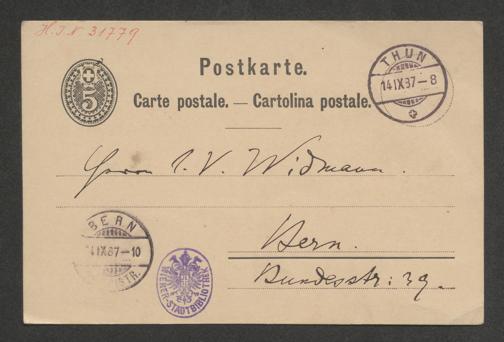 H.I.N 31779
Postkarte.
Carte postale. — Cartolina postale.
5
THUN
14 IX 87 – 8
Herrn J. V. Widmann.
BERN
14 IX 87 – 10
Bern.
Bundesstr: 39.
WIENER STADTBIBLIOTHEK